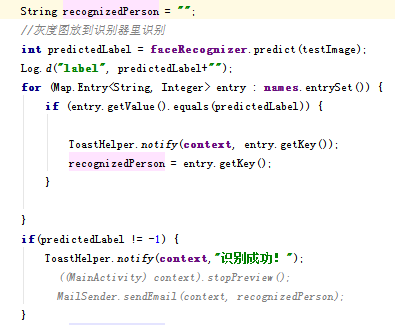 String recognizedPerson = "";
//灰度图放到识别器里识别
int predictedLabel = faceRecognizer.predict(testImage);
Log.d("label", predictedLabel+"");
for (Map.Entry<String, Integer> entry : names.entrySet()) {
if (entry.getValue().equals(predictedLabel)) {
ToastHelper.notify(context, entry.getKey());
recognizedPerson = entry.getKey();
}
}
if(predictedLabel != -1) {
ToastHelper.notify(context,"识别成功！");
((MainActivity) context).stopPreview();
MailSender.sendEmail(context, recognizedPerson);
}